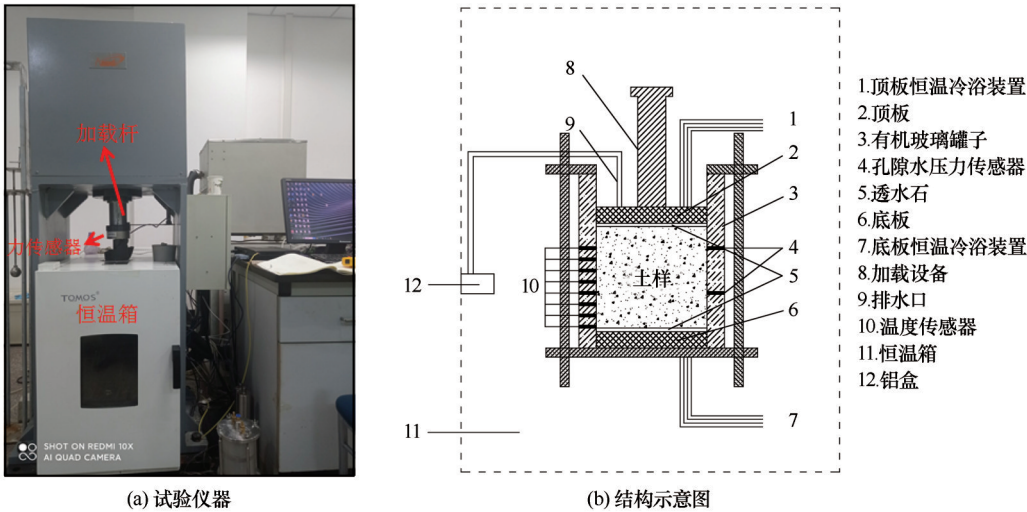 加载杆
力传感器
TOMOS
恒温箱
SHOT ON REDMI 10X
AI QUAD CAMERA
(a) 试验仪器
8
9
1
2
3
4
5
6
7
10
11
12
土样
(b) 结构示意图
1.顶板恒温冷浴装置
2.顶板
3.有机玻璃罐子
4.孔隙水压力传感器
5.透水石
6.底板
7.底板恒温冷浴装置
8.加载设备
9.排水口
10.温度传感器
11.恒温箱
12.铝盒